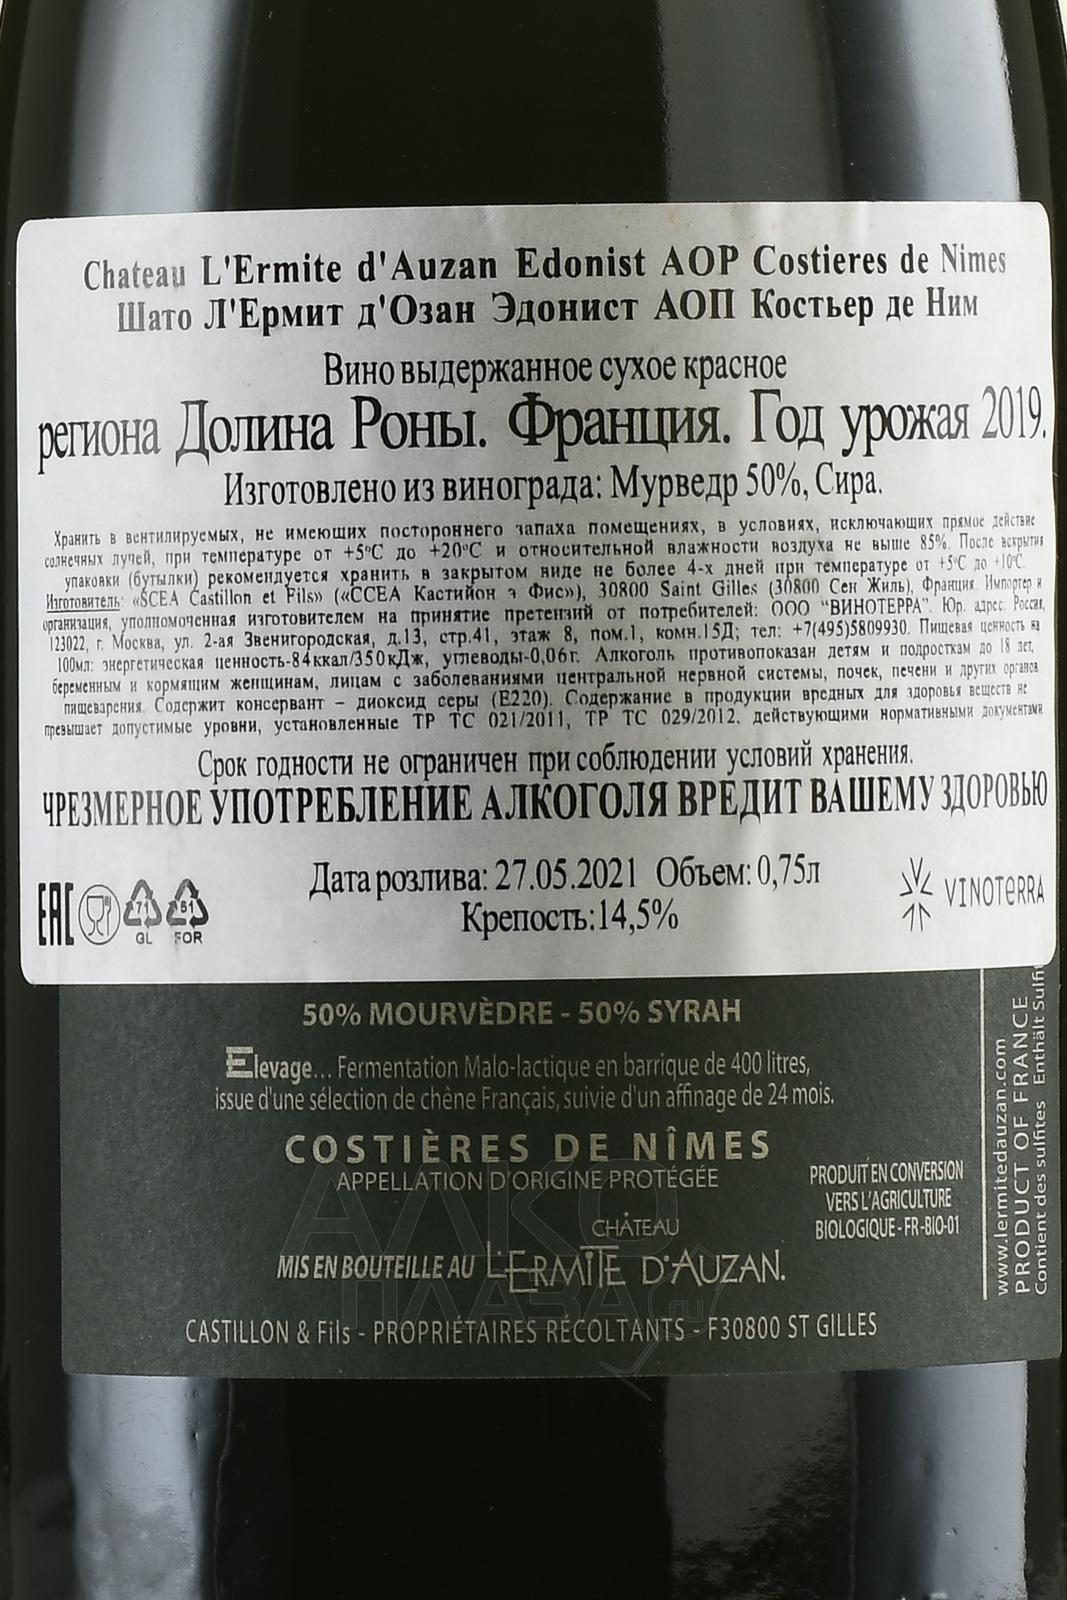 Chateau L'Ermite d'Auzan Edonist AOP Costieres de Nimes
Шато Л'Ермит д'Озан Эдонист АОП Костьер де Ним
Вино выдержанное сухое красное
региона Долина Роны. Франция. Год урожая 2019.
Изготовлено из винограда: Мурведр 50%, Сира.
Хранить в вентилируемых, не имеющих постороннего запаха помещениях, в условиях, исключающих прямое действие
солнечных лучей, при температуре от +5°С до +20°С и относительной влажности воздуха не выше 85%. После вскрытия
упаковки (бутылки) рекомендуется хранить в закрытом виде не более 4-х дней при температуре от +5°С до +10°С.
Изготовитель: «SCEA Castillon et Fils» («ССЕА Кастийон э Фис»), 30800 Saint Gilles (30800 Сен Жиль), Франция. Импортер и
организация, уполномоченная изготовителем на принятие претензий от потребителей: ООО "ВИНОТЕРРА". Юр. адрес: Россия,
123022, г. Москва, ул. 2-ая Звенигородская, д.13, стр.41, этаж 8, пом.1, комн.15Д; тел: +7(495)5809930. Пищевая ценность на
100мл: энергетическая ценность-84ккал/350кДж, углеводы-0,06г. Алкоголь противопоказан детям и подросткам до 18 лет,
беременным и кормящим женщинам, лицам с заболеваниями центральной нервной системы, почек, печени и других органов
пищеварения. Содержит консервант – диоксид серы (Е220). Содержание в продукции вредных для здоровья веществ не
превышает допустимые уровни, установленные ТР ТС 021/2011, ТР ТС 029/2012, действующими нормативными документами
Срок годности не ограничен при соблюдении условий хранения.
ЧРЕЗМЕРНОЕ УПОТРЕБЛЕНИЕ АЛКОГОЛЯ ВРЕДИТ ВАШЕМУ ЗДОРОВЬЮ
Дата розлива: 27.05.2021 Объем: 0,75л
Крепость:14,5%
EAC
71
GL
51
FOR
VINOTERRA
50% MOURVÈDRE - 50% SYRAH
Elevage... Fermentation Malo-lactique en barrique de 400 litres,
issue d'une sélection de chêne Français, suivie d'un affinage de 24 mois.
COSTIÈRES DE NÎMES
APPELLATION D'ORIGINE PROTÉGÉE
PRODUIT EN CONVERSION
VERS L'AGRICULTURE
BIOLOGIQUE - FR-BIO-01
CHÂTEAU
MIS EN BOUTEILLE AU L'ERMITE D'AUZAN.
CASTILLON & Fils - PROPRIÉTAIRES RÉCOLTANTS - F30800 ST GILLES
www.lermitedauzan.com
PRODUCT OF FRANCE
Contient des sulfites Enthält Sulfi
АЛКО
ПЛАЗА.ru